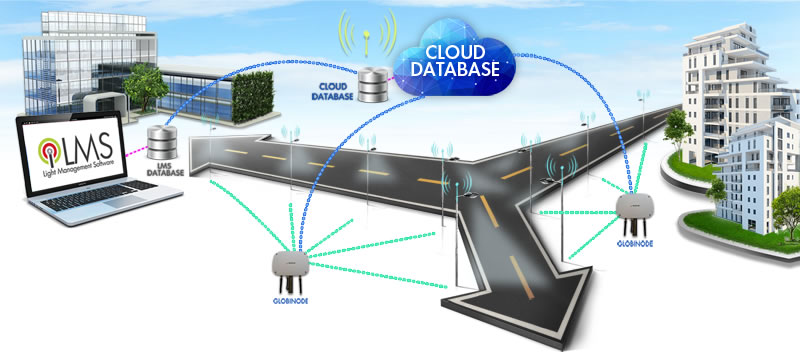 CLOUD
DATABASE
CLOUD
DATABASE
LMS
Light Management Software
LMS
DATABASE
GLOBINODE
GLOBINODE